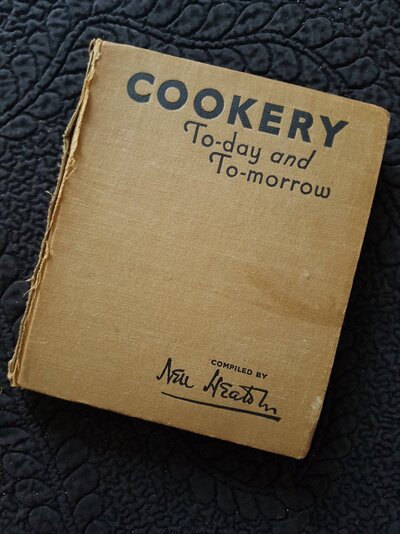 COOKERY
To-day and
To-morrow
COMPILED BY
Nell Heaton